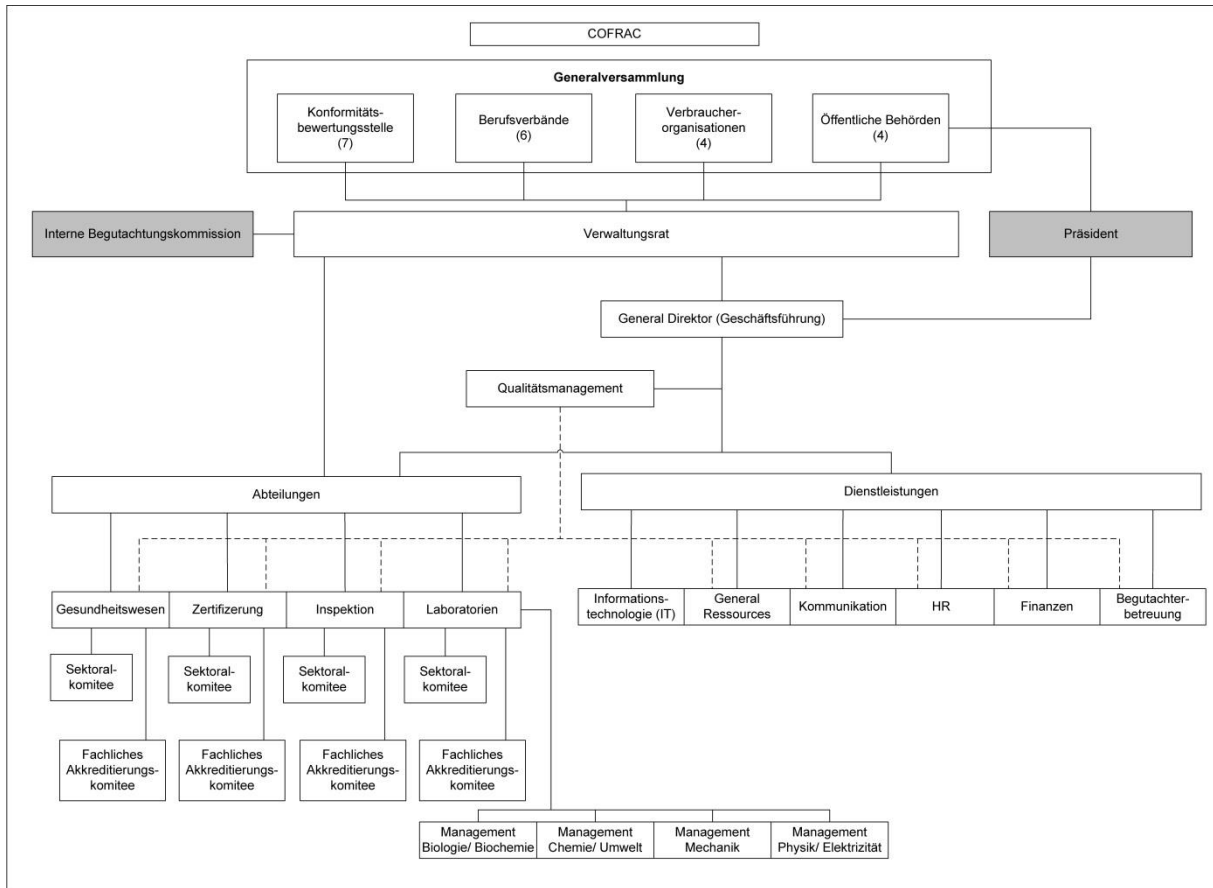 COFRAC
Generalversammlung
Konformitäts-
bewertungsstelle
(7)
Berufsverbände
(6)
Verbraucher-
organisationen
(4)
Öffentliche Behörden
(4)
Interne Begutachtungskommission
Verwaltungsrat
Präsident
General Direktor (Geschäftsführung)
Qualitätsmanagement
Abteilungen
Dienstleistungen
Gesundheitswesen
Zertifizerung
Inspektion
Laboratorien
Informations-
technologie (IT)
General
Ressources
Kommunikation
HR
Finanzen
Begutachter-
betreuung
Sektoral-
komitee
Sektoral-
komitee
Sektoral-
komitee
Sektoral-
komitee
Fachliches
Akkreditierungs-
komitee
Fachliches
Akkreditierungs-
komitee
Fachliches
Akkreditierungs-
komitee
Fachliches
Akkreditierungs-
komitee
Management
Biologie/ Biochemie
Management
Chemie/ Umwelt
Management
Mechanik
Management
Physik/ Elektrizität